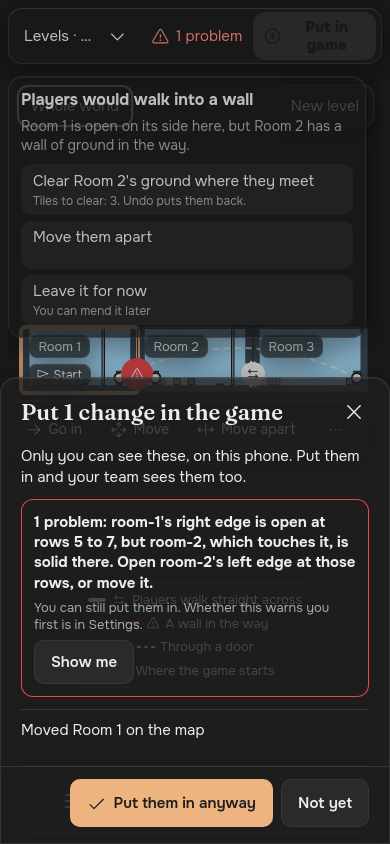 Levels · ...
1 problem
Put in
game
Whole world
New level
Players would walk into a wall
Room 1 is open on its side here, but Room 2 has a
wall of ground in the way.
Clear Room 2's ground where they meet
Tiles to clear: 3. Undo puts them back.
Move them apart
Leave it for now
You can mend it later
Room 1
Room 2
Room 3
Start
Put 1 change in the game
Go in
Move
Move apart
...
Only you can see these, on this phone. Put them
in and your team sees them too.
1 problem: room-1's right edge is open at
rows 5 to 7, but room-2, which touches it, is
solid there. Open room-2's left edge at those
rows, or move it.
Players walk straight across
You can still put them in. Whether this warns you
first is in Settings.
A wall in the way
Show me
Through a door
Where the game starts
Moved Room 1 on the map
Put them in anyway
Not yet